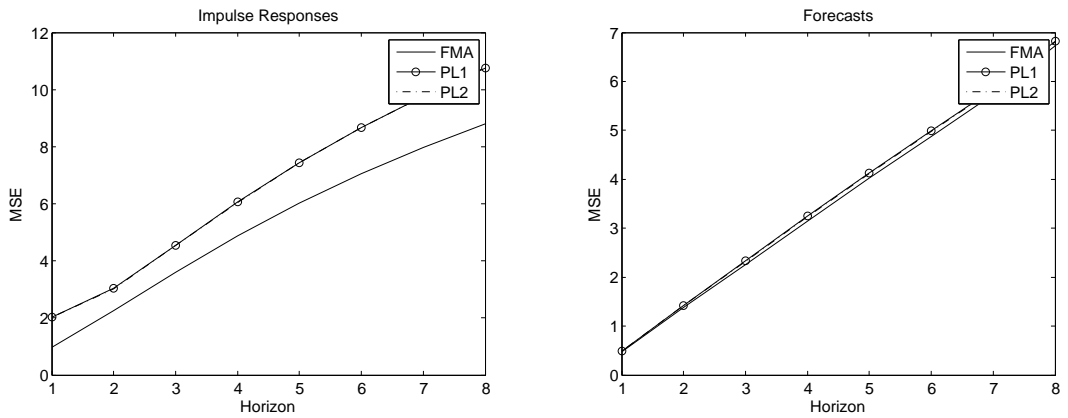 Impulse Responses
12
10
8
6
4
2
0
MSE
1 2 3 4 5 6 7 8
Horizon
FMA
PL1
PL2
Forecasts
7
6
5
4
3
2
1
0
MSE
1 2 3 4 5 6 7 8
Horizon
FMA
PL1
PL2